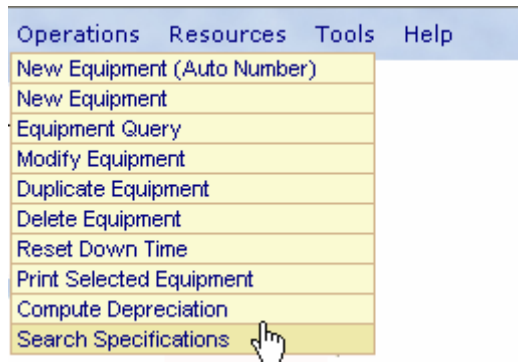 Operations Resources Tools Help
New Equipment (Auto Number)
New Equipment
Equipment Query
Modify Equipment
Duplicate Equipment
Delete Equipment
Reset Down Time
Print Selected Equipment
Compute Depreciation
Search Specifications